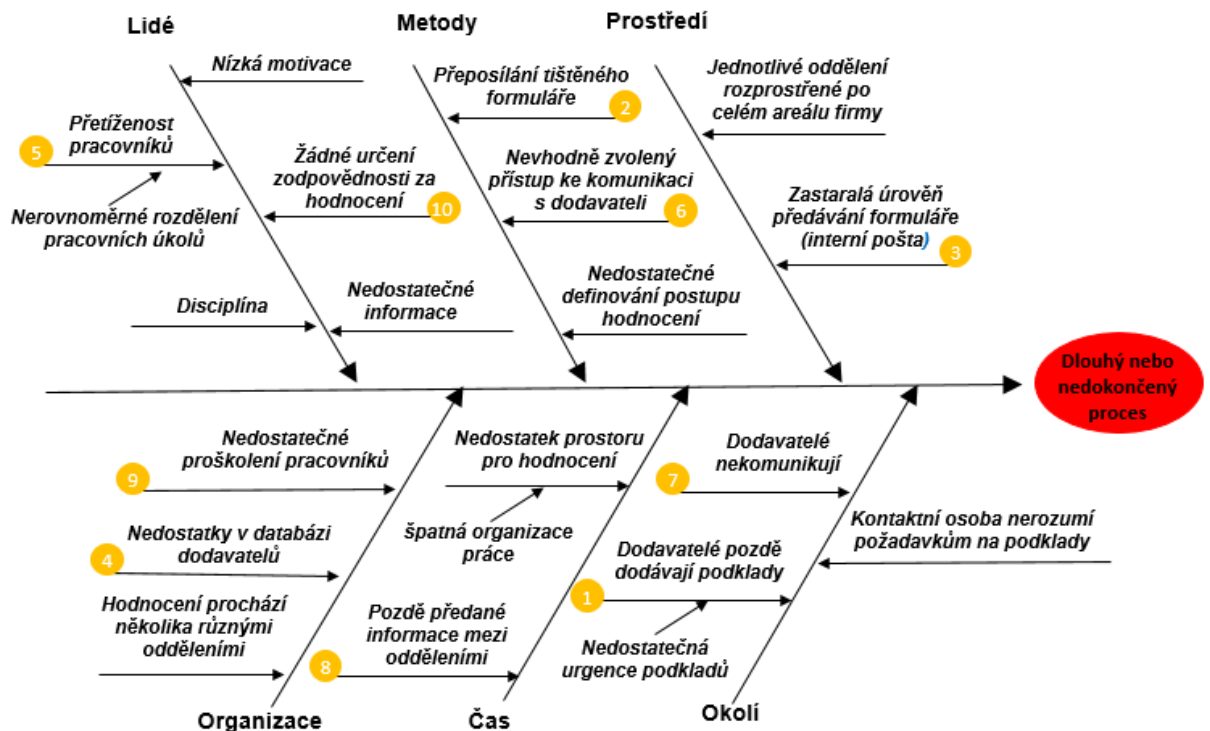 Lidé
Metody
Prostředí
Nízká motivace
5
Přetíženost
pracovníků
Nerovnoměrné rozdělení
pracovních úkolů
Žádné určení
zodpovědnosti za
hodnocení
10
Disciplína
Nedostatečné
informace
Přeposílání tištěného
formuláře
2
Nevhodně zvolený
přístup ke komunikaci
s dodavateli
6
Nedostatečné
definování postupu
hodnocení
Jednotlivé oddělení
rozprostřené po
celém areálu firmy
Zastaralá úrověň
předávání formuláře
(interní pošta)
3
Dlouhý nebo
nedokončený
proces
Nedostatečné
proškolení pracovníků
9
Nedostatky v databázi
dodavatelů
4
Hodnocení prochází
několika různými
odděleními
Nedostatek prostoru
pro hodnocení
špatná organizace
práce
Pozdě předané
informace mezi
odděleními
8
Dodavatelé
nekomunikují
7
Kontaktní osoba nerozumí
požadavkům na podklady
Dodavatelé pozdě
dodávají podklady
1
Nedostatečná
urgence podkladů
Organizace
Čas
Okolí